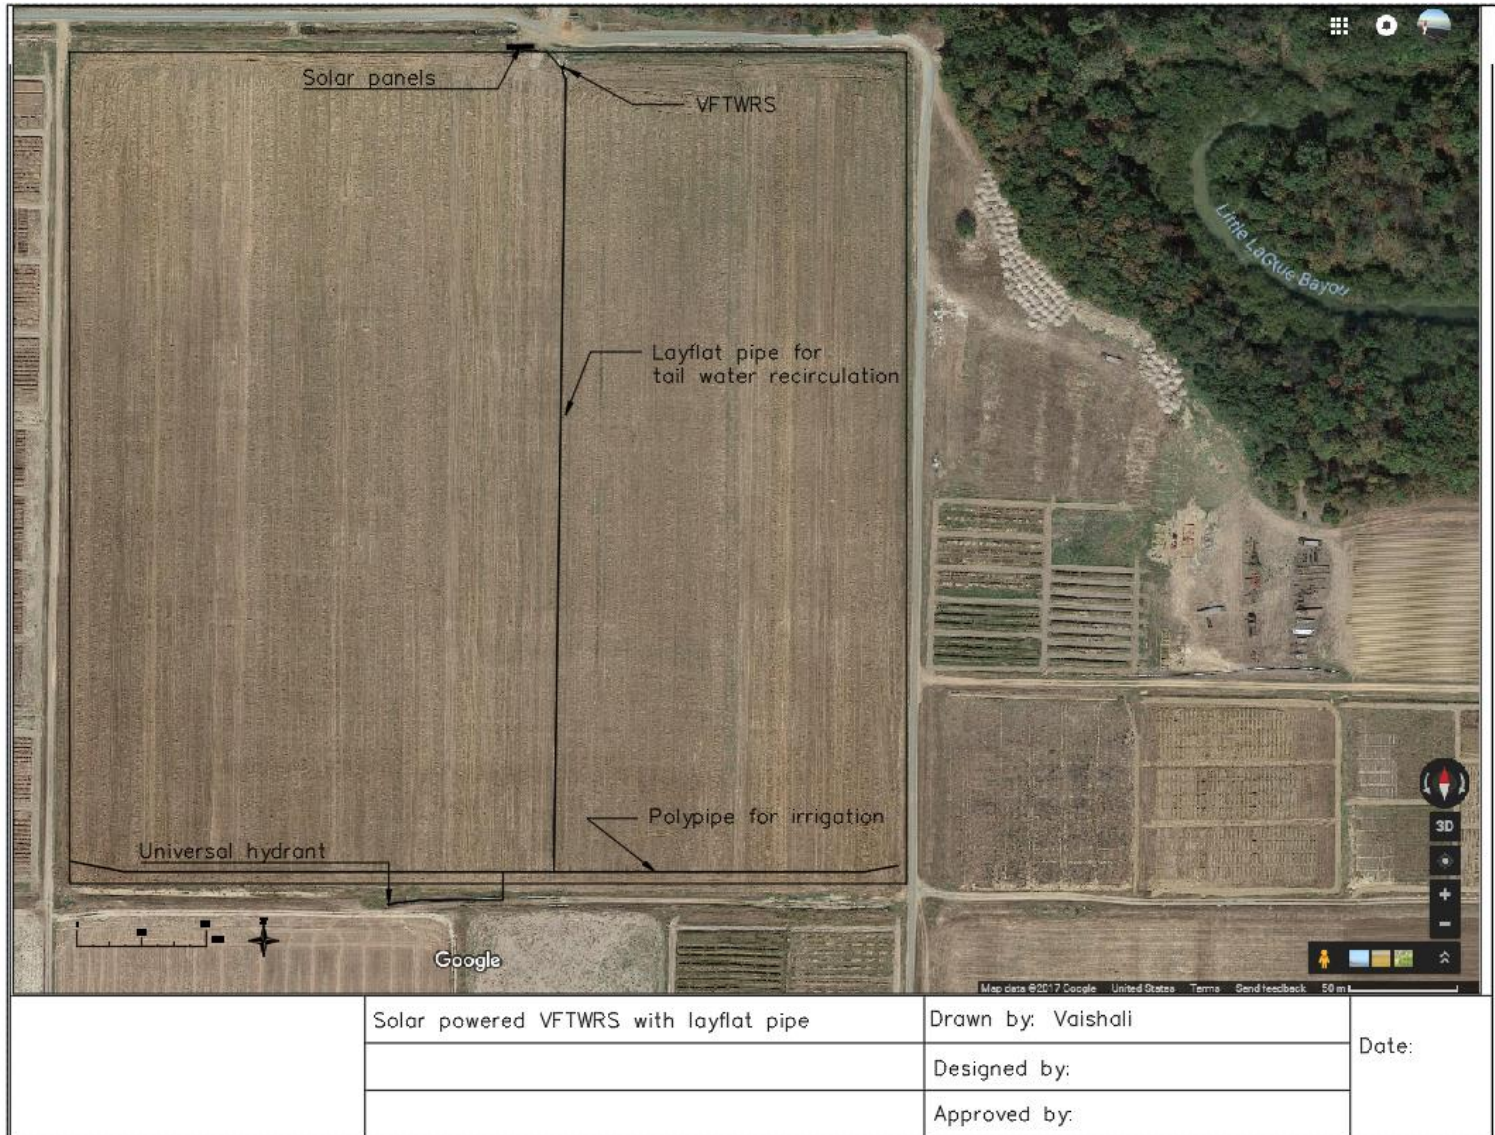 Solar panels
VFTWRS
Little LaGrue Bayou
Layflat pipe for
tail water recirculation
Polypipe for irrigation
Universal hydrant
3D
Google
Map data ©2017 Google United States Terms Send feedback 50 m
Solar powered VFTWRS with layflat pipe
Drawn by: Vaishali
Designed by:
Approved by:
Date: